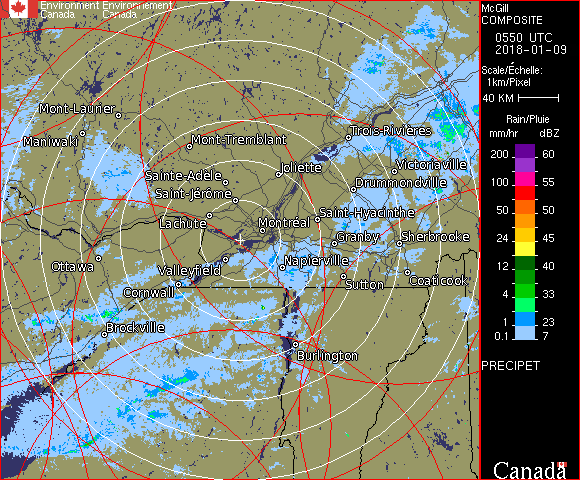 Environment Environnement
Canada Canada
McGill
COMPOSITE
0550 UTC
2018-01-09
Scale/Échelle:
1km/Pixel
40 KM
Rain/Pluie
mm/hr dBZ
200 60
100 55
50 50
24 45
12 40
4 33
1 23
0.1 7
PRECIPET
Canada
Mont-Laurier
Maniwaki
Mont-Tremblant
Trois-Rivières
Sainte-Adèle
Joliette
Victoriaville
Saint-Jérôme
Drummondville
Lachute
Montréal
Saint-Hyacinthe
Granby
Sherbrooke
Ottawa
Valleyfield
Napierville
Cornwall
Sutton
Coaticook
Brockville
Burlington